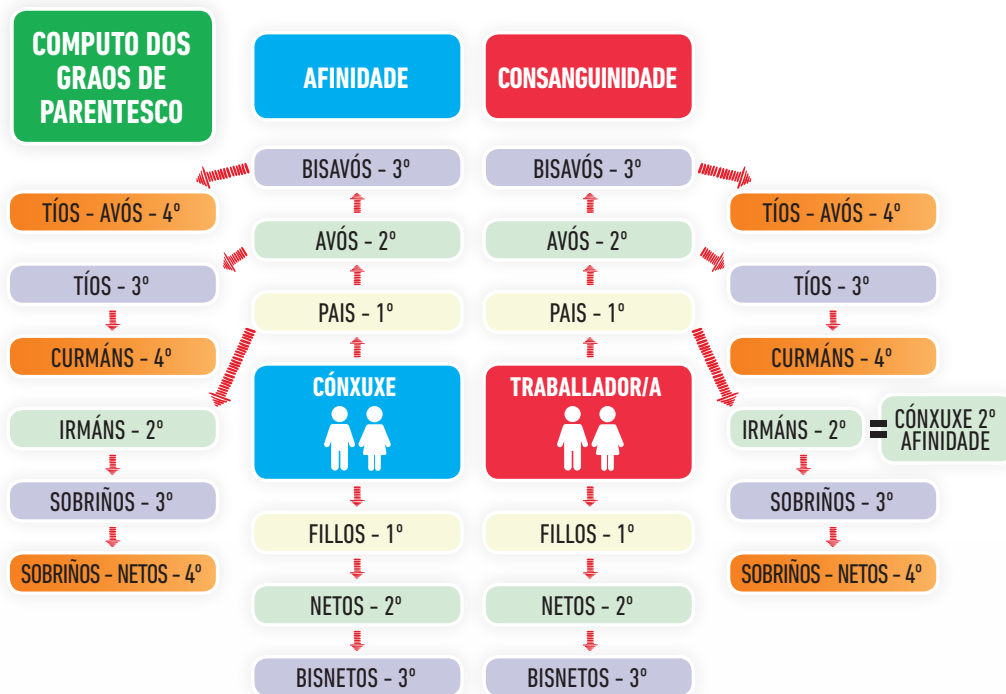 COMPUTO DOS
GRAOS DE
PARENTESCO
AFINIDADE
CONSANGUINIDADE
BISAVÓS - 3º
BISAVÓS - 3º
TÍOS - AVÓS - 4º
AVÓS - 2º
AVÓS - 2º
TÍOS - AVÓS - 4º
TÍOS - 3º
PAIS - 1º
PAIS - 1º
TÍOS - 3º
CURMÁNS - 4º
CURMÁNS - 4º
CÓNXUXE
TRABALLADOR/A
IRMÁNS - 2º
IRMÁNS - 2º
=
CÓNXUXE 2º
AFINIDADE
SOBRIÑOS - 3º
SOBRIÑOS - 3º
FILLOS - 1º
FILLOS - 1º
SOBRIÑOS - NETOS - 4º
SOBRIÑOS - NETOS - 4º
NETOS - 2º
NETOS - 2º
BISNETOS - 3º
BISNETOS - 3º